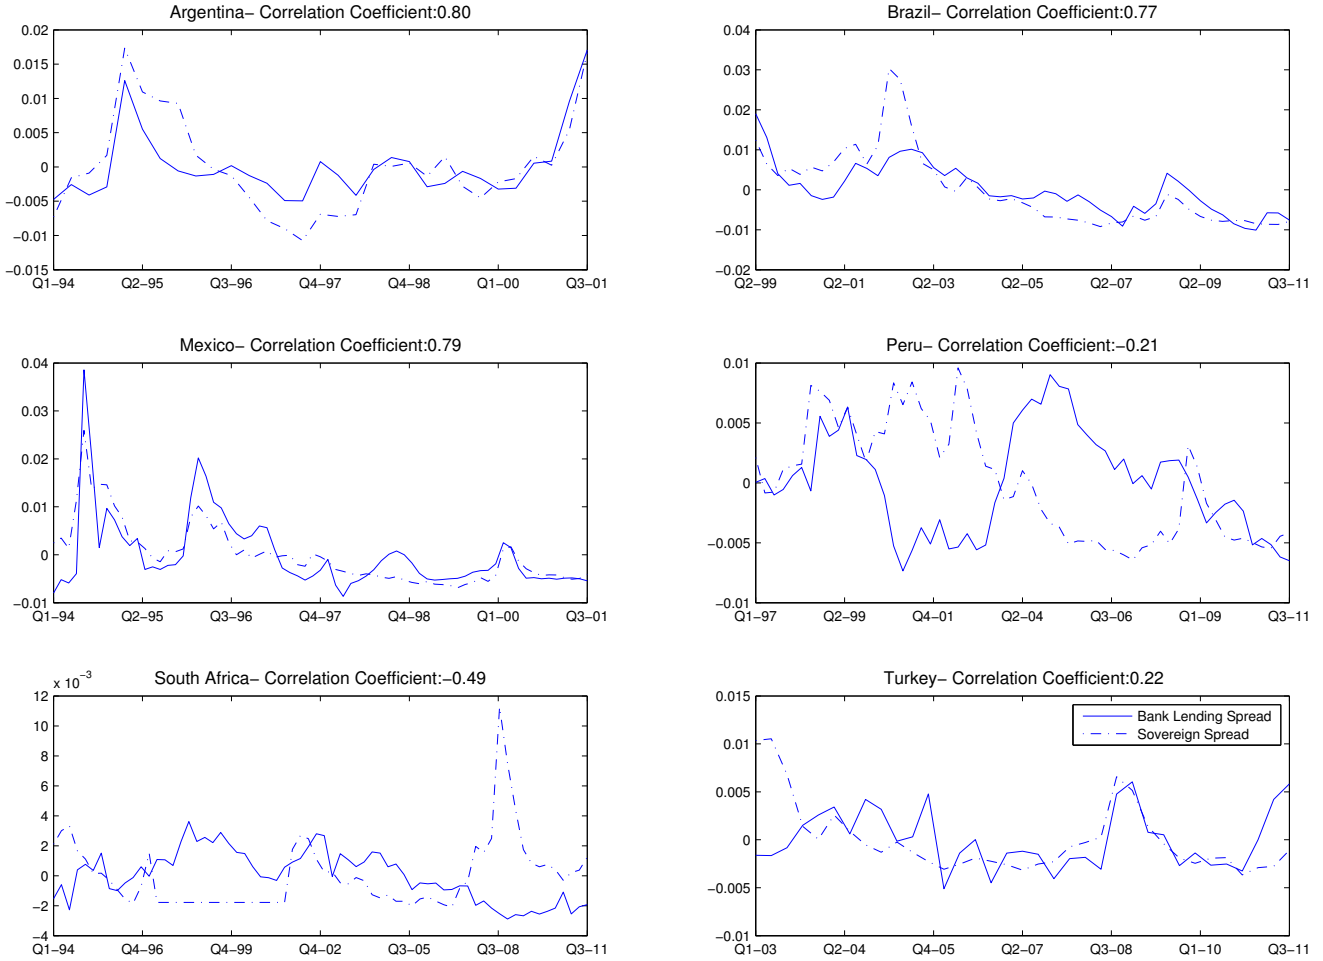 Argentina− Correlation Coefficient:0.80
0.02
0.015
0.01
0.005
0
−0.005
−0.01
−0.015
Q1−94 Q2−95 Q3−96 Q4−97 Q4−98 Q1−00 Q3−01
Brazil− Correlation Coefficient:0.77
0.04
0.03
0.02
0.01
0
−0.01
−0.02
Q2−99 Q2−01 Q2−03 Q2−05 Q2−07 Q2−09 Q3−11
Mexico− Correlation Coefficient:0.79
0.04
0.03
0.02
0.01
0
−0.01
Q1−94 Q2−95 Q3−96 Q4−97 Q4−98 Q1−00 Q3−01
Peru− Correlation Coefficient:−0.21
0.01
0.005
0
−0.005
−0.01
Q1−97 Q2−99 Q4−01 Q2−04 Q3−06 Q1−09 Q3−11
South Africa− Correlation Coefficient:−0.49
x 10−3
12
10
8
6
4
2
0
−2
−4
Q1−94 Q4−96 Q4−99 Q4−02 Q3−05 Q3−08 Q3−11
Turkey− Correlation Coefficient:0.22
0.015
0.01
0.005
0
−0.005
−0.01
Q1−03 Q2−04 Q4−05 Q2−07 Q3−08 Q1−10 Q3−11
Bank Lending Spread
Sovereign Spread